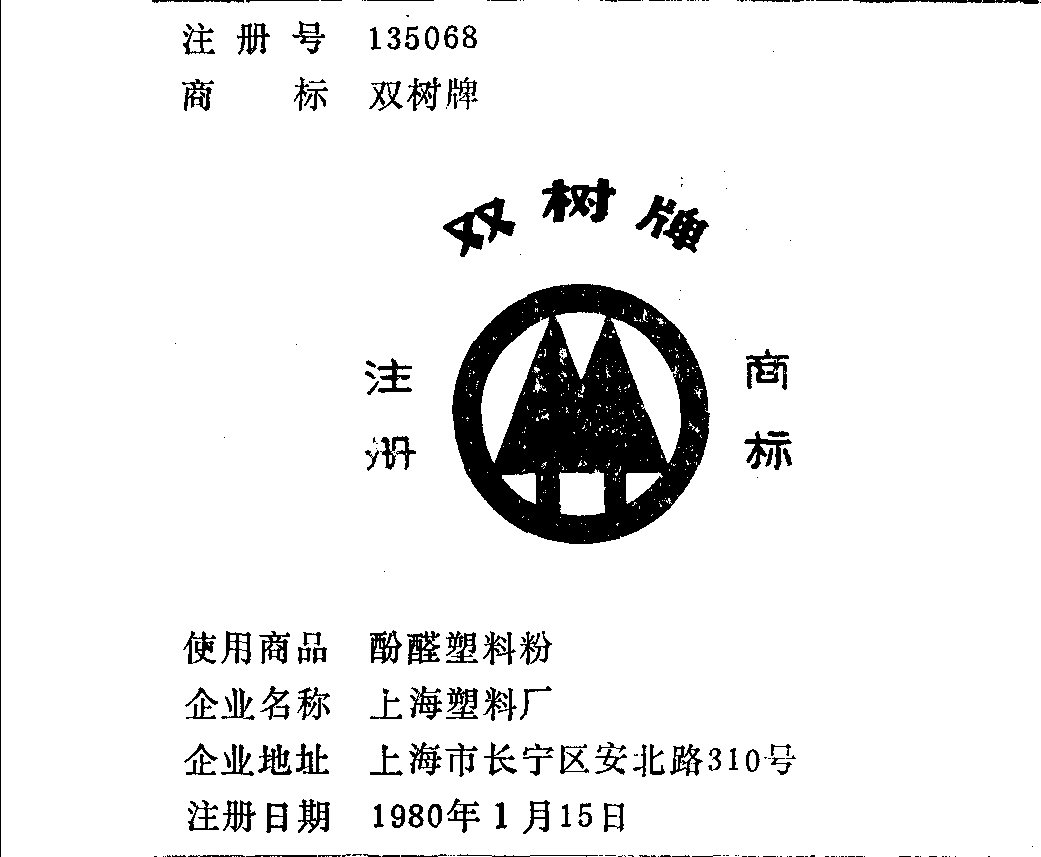 注册号 135068
商标 双树牌
双树牌
注册
商标
使用商品 酚醛塑料粉
企业名称 上海塑料厂
企业地址 上海市长宁区安北路310号
注册日期 1980年1月15日